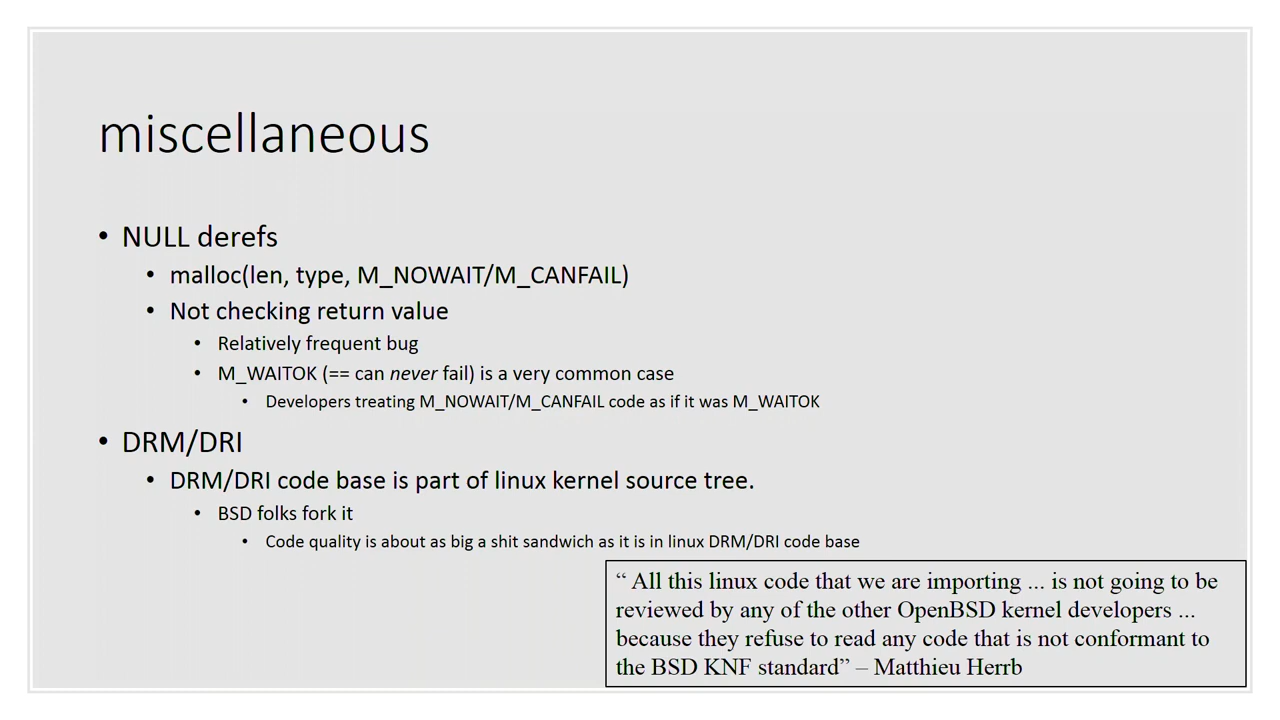 miscellaneous
• NULL derefs
• malloc(len, type, M_NOWAIT/M_CANFAIL)
• Not checking return value
• Relatively frequent bug
• M_WAITOK (== can never fail) is a very common case
• Developers treating M_NOWAIT/M_CANFAIL code as if it was M_WAITOK
• DRM/DRI
• DRM/DRI code base is part of linux kernel source tree.
• BSD folks fork it
• Code quality is about as big a shit sandwich as it is in linux DRM/DRI code base
“ All this linux code that we are importing ... is not going to be
reviewed by any of the other OpenBSD kernel developers ...
because they refuse to read any code that is not conformant to
the BSD KNF standard” – Matthieu Herrb